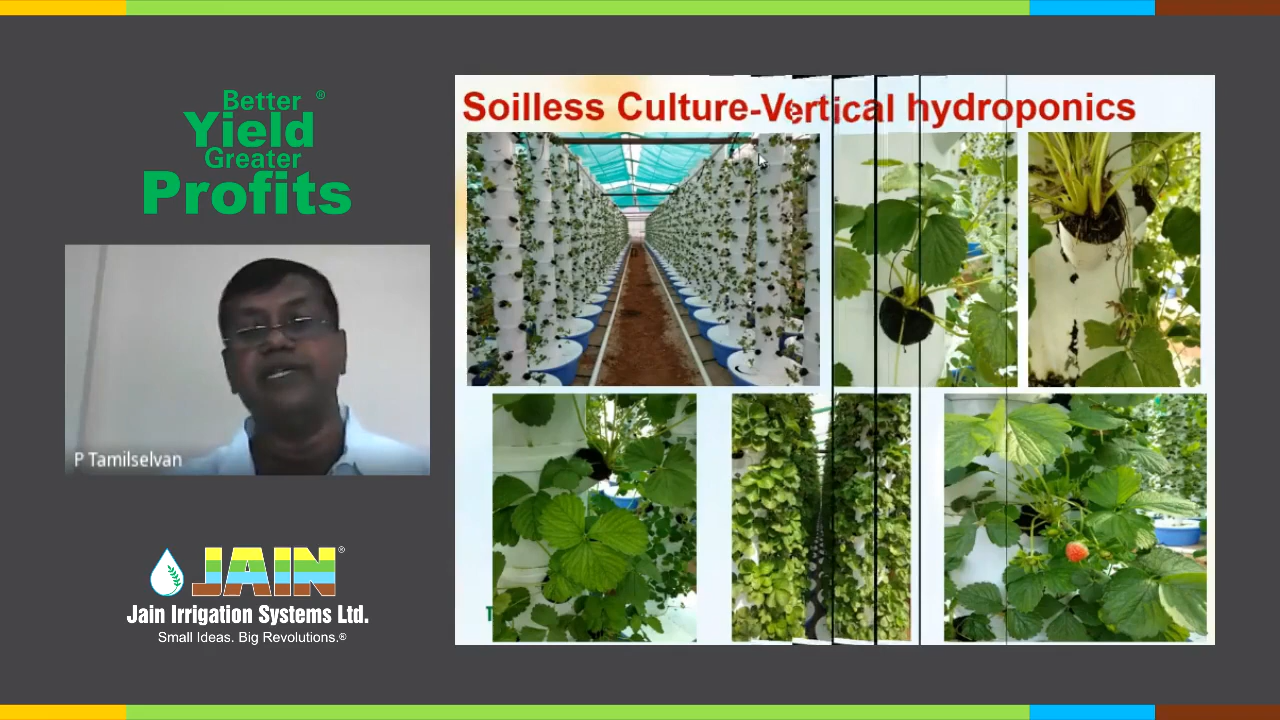 Better ®
Yield
Greater
Profits
Soilless Culture-Vertical hydroponics
P Tamilselvan
JAIN®
Jain Irrigation Systems Ltd.
Small Ideas. Big Revolutions.®